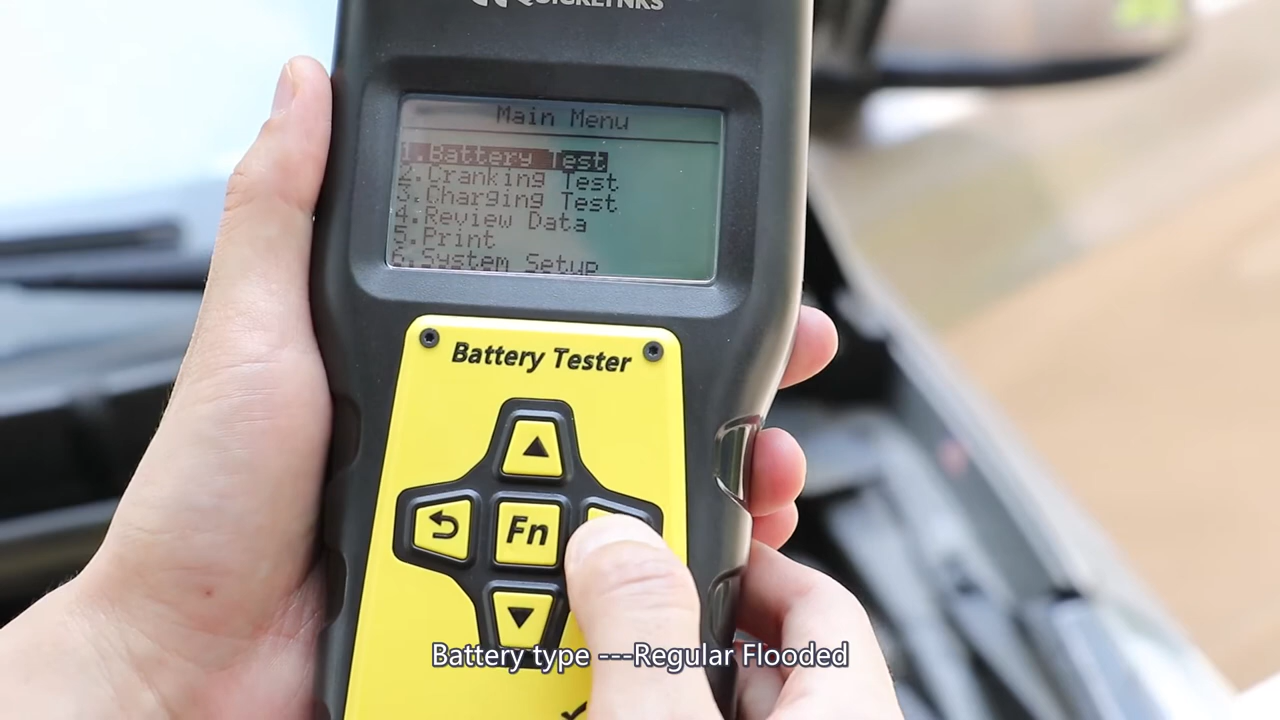 QUICKLYNKS
Main Menu
1.Battery Test
2.Cranking Test
3.Charging Test
4.Review Data
5.Print
6.System Setup
Battery Tester
Fn
Battery type ---Regular Flooded